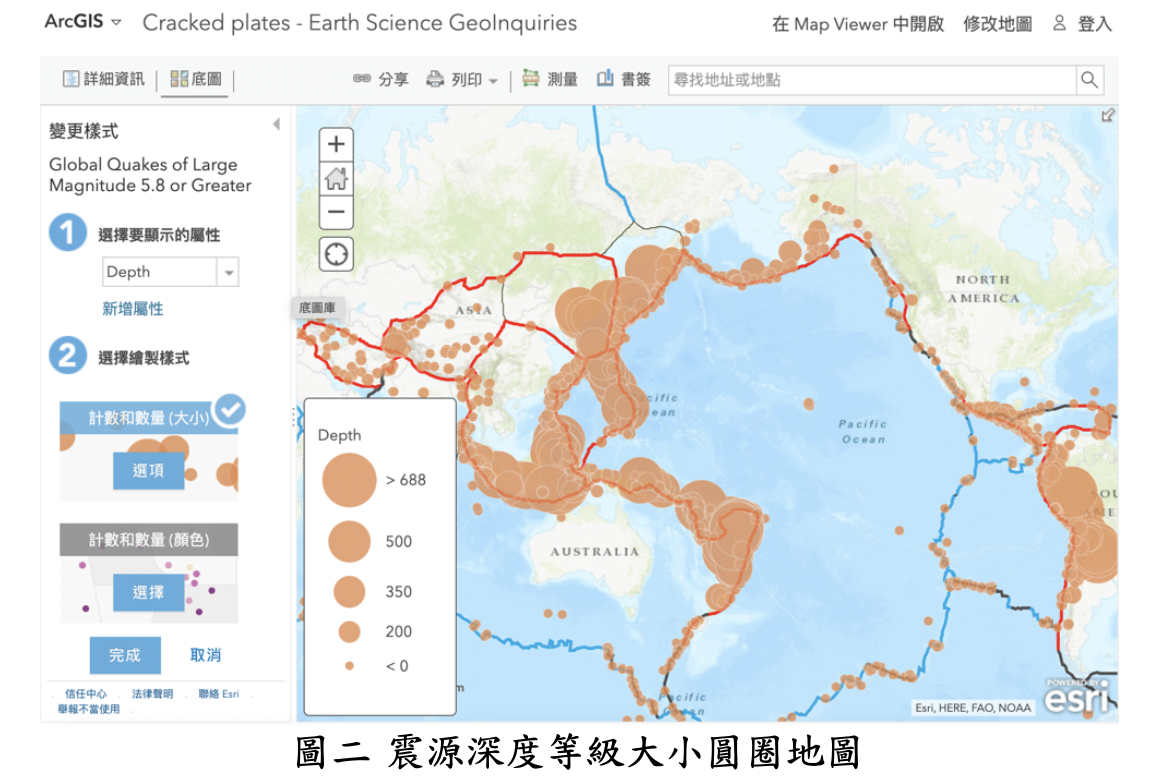 ArcGIS Cracked plates - Earth Science GeoInquiries 在 Map Viewer 中開啟 修改地圖 登入
詳細資訊 底圖 分享 列印 測量 書籤 尋找地址或地點
變更樣式
Global Quakes of Large
Magnitude 5.8 or Greater
1 選擇要顯示的屬性
Depth
新增屬性
2 選擇繪製樣式
計數和數量 (大小)
選項
計數和數量 (顏色)
選擇
完成 取消
信任中心 法律聲明 聯絡 Esri
舉報不當使用
底圖庫
ASIA
NORTH
AMERICA
cific
ean
Pacific
Ocean
SOU
AME
AUSTRALIA
Depth
> 688
500
350
200
< 0
m
Pacific
POWERED BY
esri
Esri, HERE, FAO, NOAA
圖二 震源深度等級大小圓圈地圖